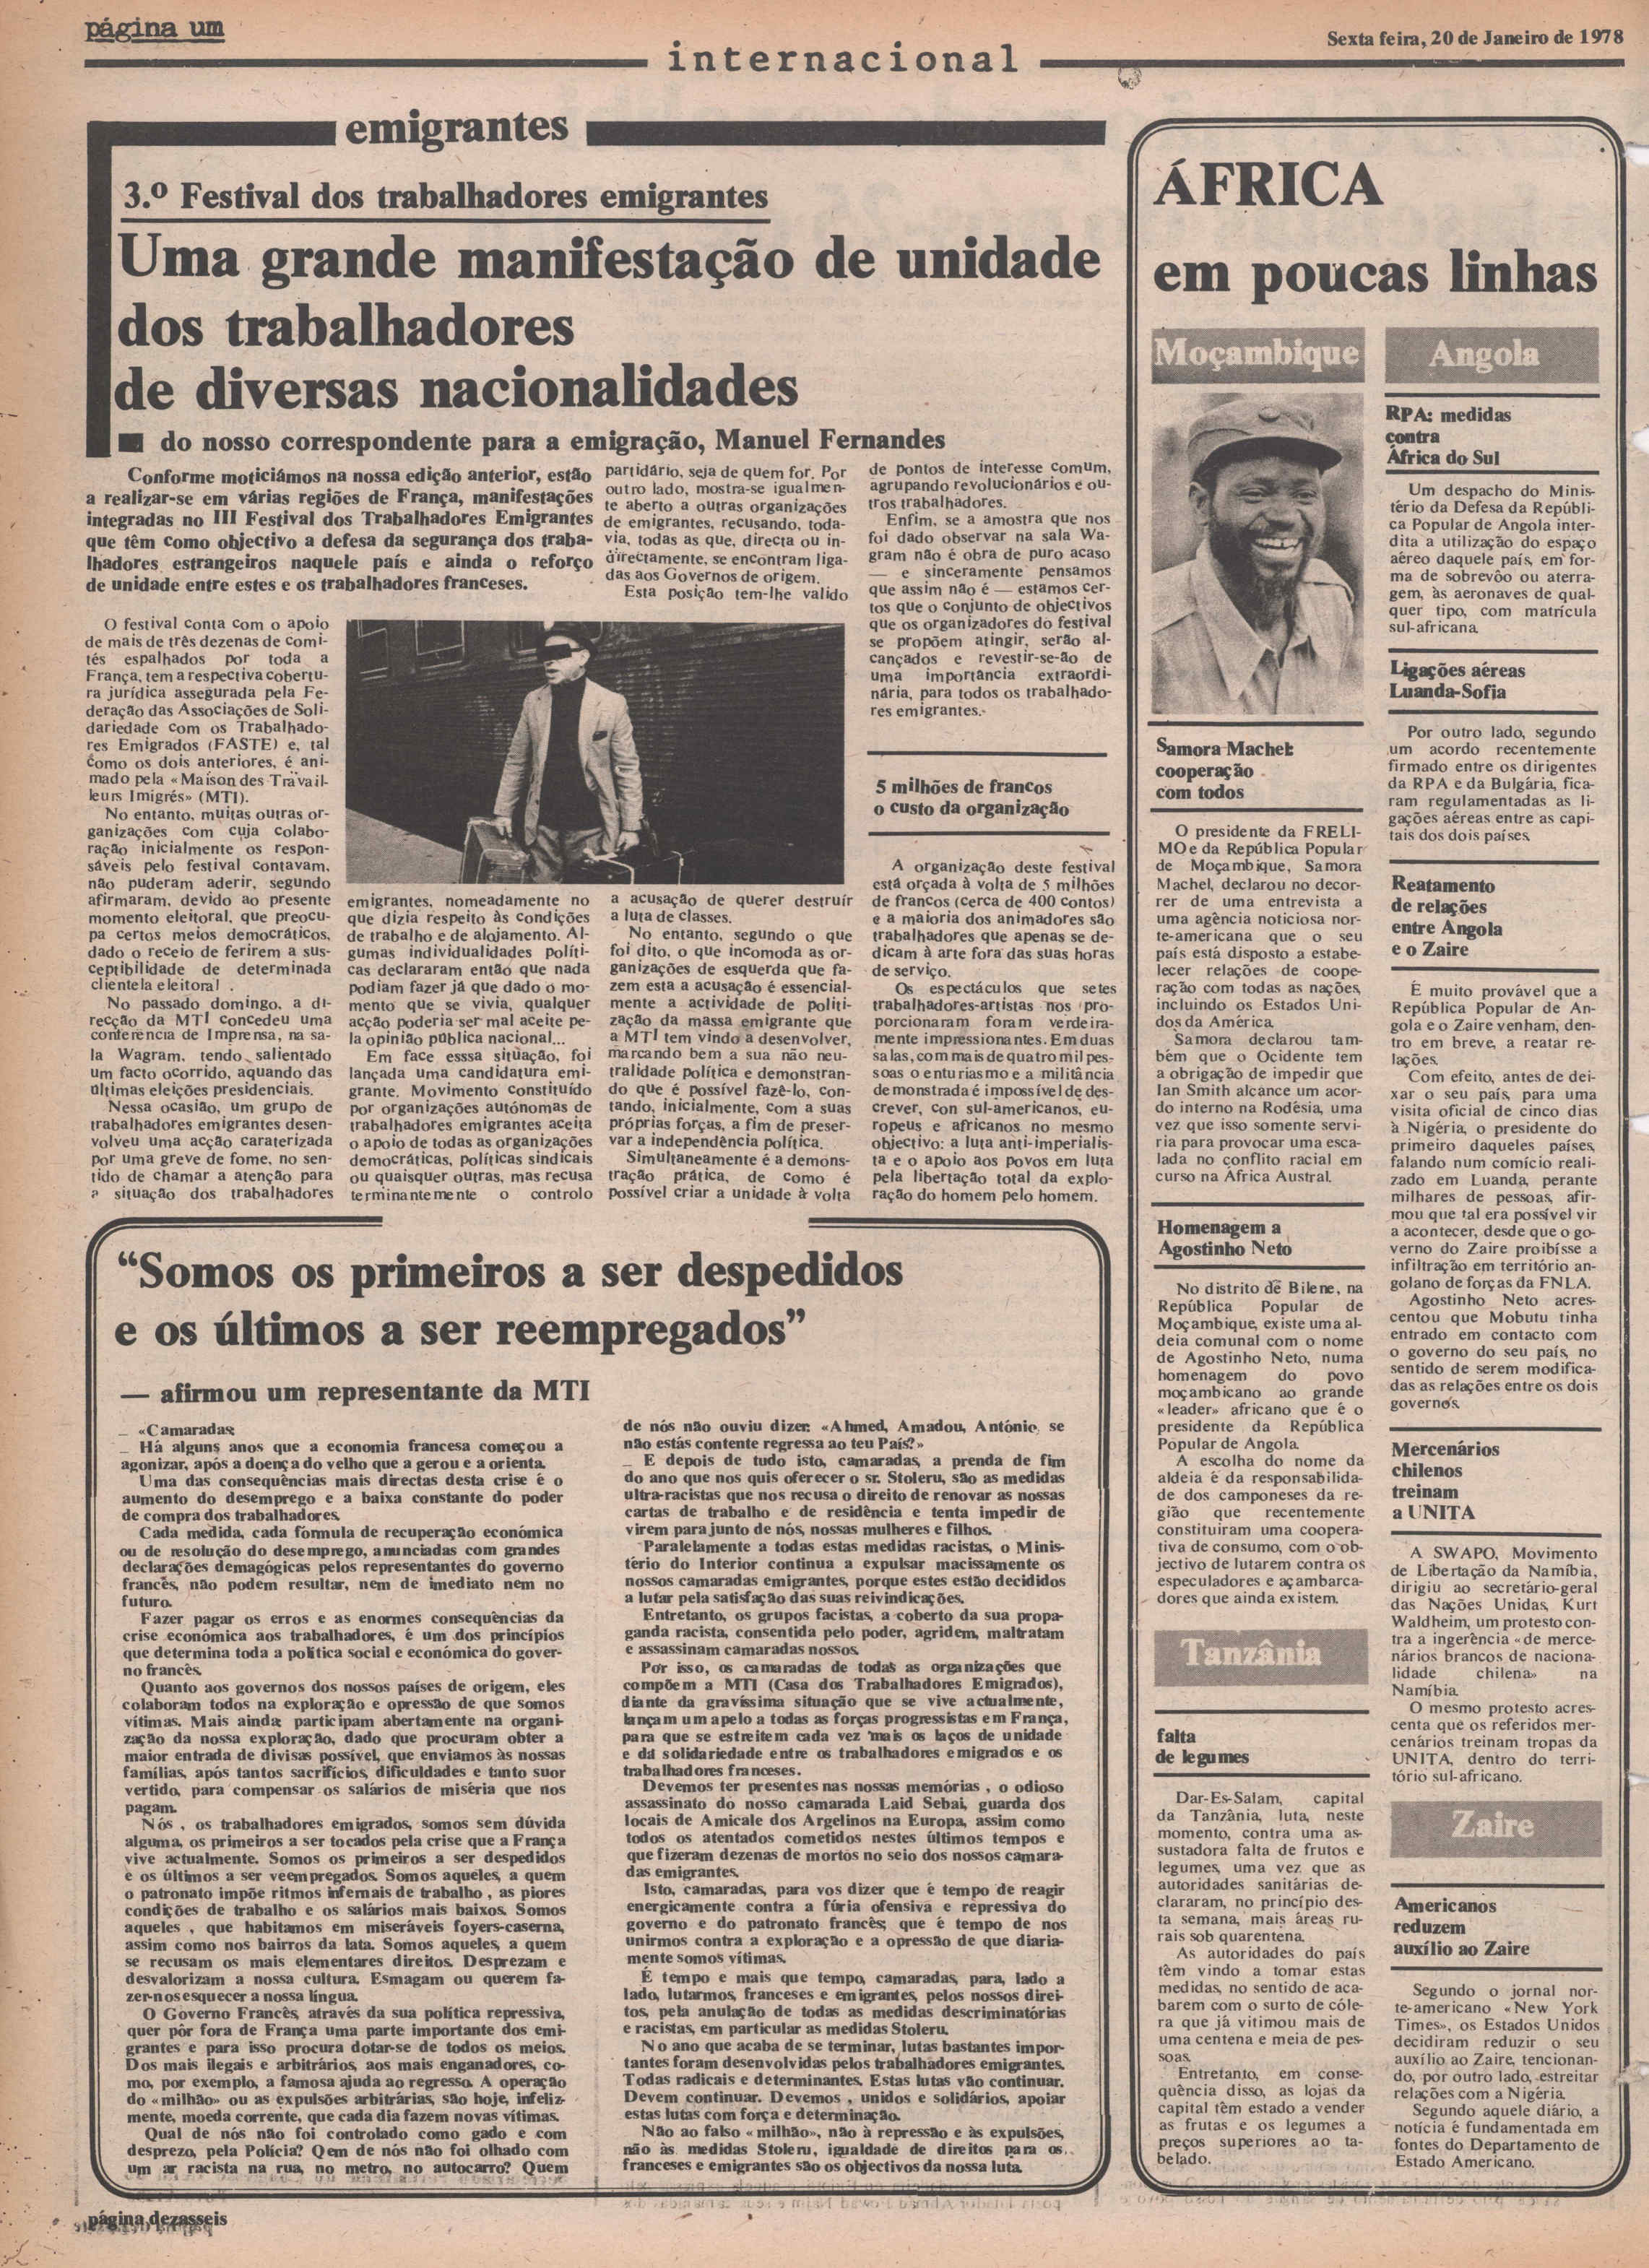 página um
internacional
Sexta feira, 20 de Janeiro de 1978
emigrantes
3.º Festival dos trabalhadores emigrantes
Uma grande manifestação de unidade
dos trabalhadores
de diversas nacionalidades
do nosso correspondente para a emigração, Manuel Fernandes
Conforme moticiámos na nossa edição anterior, estão
a realizar-se em várias regiões de França, manifestações
integradas no III Festival dos Trabalhadores Emigrantes
que têm como objectivo a defesa da segurança dos traba-
lhadores estrangeiros naquele país e ainda o reforço
de unidade entre estes e os trabalhadores franceses.
O festival conta com o apoio
de mais de três dezenas de comi-
tés espalhados por toda a
França, tem a respectiva cobertu-
ra jurídica assegurada pela Fe-
deração das Associações de Soli-
dariedade com os Trabalhado-
res Emigrados (FASTE) e, tal
como os dois anteriores, é ani-
mado pela «Maison des Travail-
leurs Imigrés» (MTI).
No entanto, muitas outras or-
ganizações com cuja colabo-
ração inicialmente os respon-
sáveis pelo festival contavam,
não puderam aderir, segundo
afirmaram, devido ao presente
momento eleitoral, que preocu-
pa certos meios democráticos,
dado o receio de ferirem a sus-
ceptibilidade de determinada
clientela eleitoral .
No passado domingo, a di-
recção da MTI concedeu uma
conferência de Imprensa, na sa-
la Wagram, tendo salientado
um facto ocorrido, aquando das
últimas eleições presidenciais.
Nessa ocasião, um grupo de
trabalhadores emigrantes desen-
volveu uma acção caraterizada
por uma greve de fome, no sen-
tido de chamar a atenção para
a situação dos trabalhadores
emigrantes, nomeadamente no
que dizia respeito às condições
de trabalho e de alojamento. Al-
gumas individualidades políti-
cas declararam então que nada
podiam fazer já que dado o mo-
mento que se vivia, qualquer
acção poderia ser mal aceite pe-
la opinião pública nacional...
Em face esssa situação, foi
lançada uma candidatura emi-
grante. Movimento constituído
por organizações autónomas de
trabalhadores emigrantes aceita
o apoio de todas as organizações
democráticas, políticas sindicais
ou quaisquer outras, mas recusa
terminantemente o controlo
partidário, seja de quem for. Por
outro lado, mostra-se igualmen-
te aberto a outras organizações
de emigrantes, recusando, toda-
via, todas as que, directa ou in-
directamente, se encontram liga-
das aos Governos de origem.
Esta posição tem-lhe valido
a acusação de querer destruír
a luta de classes.
No entanto, segundo o que
foi dito, o que incomoda as or-
ganizações de esquerda que fa-
zem esta a acusação é essencial-
mente a actividade de politi-
zação da massa emigrante que
a MTI tem vindo a desenvolver,
marcando bem a sua não neu-
tralidade política e demonstran-
do que é possível fazê-lo, con-
tando, inicialmente, com a suas
próprias forças, a fim de preser-
var a independência política.
Simultaneamente é a demons-
tração prática, de como é
possível criar a unidade à volta
de pontos de interesse comum,
agrupando revolucionários e ou-
tros trabalhadores.
Enfim, se a amostra que nos
foi dado observar na sala Wa-
gram não é obra de puro acaso
— e sinceramente pensamos
que assim não é — estamos cer-
tos que o conjunto de objectivos
que os organizadores do festival
se propõem atingir, serão al-
cançados e revestir-se-ão de
uma importância extraordi-
nária, para todos os trabalhado-
res emigrantes.
5 milhões de francos
o custo da organização
A organização deste festival
está orçada à volta de 5 milhões
de francos (cerca de 400 contos)
e a maioria dos animadores são
trabalhadores que apenas se de-
dicam à arte fora das suas horas
de serviço.
Os espectáculos que setes
trabalhadores-artistas nos pro-
porcionaram foram verdeira-
mente impressionantes. Em duas
salas, com mais de quatro mil pes-
soas o enturiasmo e a militância
demonstrada é impossível de des-
crever, con sul-americanos, eu-
ropeus e africanos no mesmo
objectivo: a luta anti-imperialis-
ta e o apoio aos povos em luta
pela libertação total da explo-
ração do homem pelo homem.
“Somos os primeiros a ser despedidos
e os últimos a ser reempregados”
— afirmou um representante da MTI
_ «Camaradas;
_ Há alguns anos que a economia francesa começou a
agonizar, após a doença do velho que a gerou e a orienta.
Uma das consequências mais directas desta crise é o
aumento do desemprego e a baixa constante do poder
de compra dos trabalhadores.
Cada medida, cada fórmula de recuperação económica
ou de resolução do desemprego, anunciadas com grandes
declarações demagógicas pelos representantes do governo
francês, não podem resultar, nem de imediato nem no
futuro.
Fazer pagar os erros e as enormes consequências da
crise económica aos trabalhadores, é um dos princípios
que determina toda a política social e económica do gover-
no francês.
Quanto aos governos dos nossos países de origem, eles
colaboram todos na exploração e opressão de que somos
vítimas. Mais ainda; participam abertamente na organi-
zação da nossa exploração, dado que procuram obter a
maior entrada de divisas possível, que enviamos às nossas
famílias, após tantos sacrifícios, dificuldades e tanto suor
vertido, para compensar os salários de miséria que nos
pagam.
Nós , os trabalhadores emigrados, somos sem dúvida
alguma, os primeiros a ser tocados pela crise que a França
vive actualmente. Somos os primeiros a ser despedidos
e os últimos a ser veempregados. Somos aqueles, a quem
o patronato impõe ritmos infernais de trabalho , as piores
condições de trabalho e os salários mais baixos. Somos
aqueles , que habitamos em miseráveis foyers-caserna,
assim como nos bairros da lata. Somos aqueles, a quem
se recusam os mais elementares direitos. Desprezam e
desvalorizam a nossa cultura. Esmagam ou querem fa-
zer-nos esquecer a nossa língua.
O Governo Francês, através da sua política repressiva,
quer pôr fora de França uma parte importante dos emi-
grantes e para isso procura dotar-se de todos os meios.
Dos mais ilegais e arbitrários, aos mais enganadores, co-
mo, por exemplo, a famosa ajuda ao regresso. A operação
do «milhão» ou as expulsões arbitrárias, são hoje, infeliz-
mente, moeda corrente, que cada dia fazem novas vítimas.
Qual de nós não foi controlado como gado e com
desprezo, pela Polícia? Qem de nós não foi olhado com
um ar racista na rua, no metro, no autocarro? Quem
de nós não ouviu dizer: «Ahmed, Amadou, António, se
não estás contente regressa ao teu País?»
_ E depois de tudo isto, camaradas, a prenda de fim
do ano que nos quis oferecer o sr. Stoleru, são as medidas
ultra-racistas que nos recusa o direito de renovar as nossas
cartas de trabalho e de residência e tenta impedir de
virem para junto de nós, nossas mulheres e filhos.
Paralelamente a todas estas medidas racistas, o Minis-
tério do Interior continua a expulsar macissamente os
nossos camaradas emigrantes, porque estes estão decididos
a lutar pela satisfação das suas reivindicações.
Entretanto, os grupos facistas, a coberto da sua propa-
ganda racista, consentida pelo poder, agridem, maltratam
e assassinam camaradas nossos.
Por isso, os camaradas de todas as organizações que
compõem a MTI (Casa dos Trabalhadores Emigrados),
diante da gravíssima situação que se vive actualmente,
lançam um apelo a todas as forças progressistas em França,
para que se estreitem cada vez mais os laços de unidade
e da solidariedade entre os trabalhadores emigrados e os
trabalhadores franceses.
Devemos ter presentes nas nossas memórias , o odioso
assassinato do nosso camarada Laid Sebai, guarda dos
locais de Amicale dos Argelinos na Europa, assim como
todos os atentados cometidos nestes últimos tempos e
que fizeram dezenas de mortos no seio dos nossos camara-
das emigrantes.
Isto, camaradas, para vos dizer que é tempo de reagir
energicamente contra a fúria ofensiva e repressiva do
governo e do patronato francês; que é tempo de nos
unirmos contra a exploração e a opressão de que diaria-
mente somos vítimas.
É tempo e mais que tempo, camaradas, para, lado a
lado, lutarmos, franceses e emigrantes, pelos nossos direi-
tos, pela anulação de todas as medidas descriminatórias
e racistas, em particular as medidas Stoleru.
No ano que acaba de se terminar, lutas bastantes impor-
tantes foram desenvolvidas pelos trabalhadores emigrantes.
Todas radicais e determinantes. Estas lutas vão continuar.
Devem continuar. Devemos , unidos e solidários, apoiar
estas lutas com força e determinação.
Não ao falso «milhão», não à repressão e às expulsões,
não às medidas Stoleru, igualdade de direitos para os
franceses e emigrantes são os objectivos da nossa luta.
ÁFRICA
em poucas linhas
Moçambique
Samora Machel:
cooperação
com todos
O presidente da FRELI-
MO e da República Popular
de Moçambique, Samora
Machel, declarou no decor-
rer de uma entrevista a
uma agência noticiosa nor-
te-americana que o seu
país está disposto a estabe-
lecer relações de coope-
ração com todas as nações,
incluindo os Estados Uni-
dos da América.
Samora declarou tam-
bém que o Ocidente tem
a obrigação de impedir que
Ian Smith alcance um acor-
do interno na Rodésia, uma
vez que isso somente servi-
ria para provocar uma esca-
lada no conflito racial em
curso na África Austral.
Homenagem a
Agostinho Neto
No distrito de Bilene, na
República Popular de
Moçambique, existe uma al-
deia comunal com o nome
de Agostinho Neto, numa
homenagem do povo
moçambicano ao grande
«leader» africano que é o
presidente da República
Popular de Angola.
A escolha do nome da
aldeia é da responsabilida-
de dos camponeses da re-
gião que recentemente
constituiram uma coopera-
tiva de consumo, com o ob-
jectivo de lutarem contra os
especuladores e açambarca-
dores que ainda existem.
Tanzânia
falta
de legumes
Dar-Es-Salam, capital
da Tanzânia, luta, neste
momento, contra uma as-
sustadora falta de frutos e
legumes, uma vez que as
autoridades sanitárias de-
clararam, no princípio des-
ta semana, mais áreas ru-
rais sob quarentena.
As autoridades do país
têm vindo a tomar estas
medidas, no sentido de aca-
barem com o surto de cóle-
ra que já vitimou mais de
uma centena e meia de pes-
soas.
Entretanto, em conse-
quência disso, as lojas da
capital têm estado a vender
as frutas e os legumes a
preços superiores ao ta-
belado.
Angola
RPA: medidas
contra
África do Sul
Um despacho do Minis-
tério da Defesa da Repúbli-
ca Popular de Angola inter-
dita a utilização do espaço
aéreo daquele país, em for-
ma de sobrevôo ou aterra-
gem, às aeronaves de qual-
quer tipo, com matrícula
sul-africana.
Ligações aéreas
Luanda-Sofia
Por outro lado, segundo
um acordo recentemente
firmado entre os dirigentes
da RPA e da Bulgária, fica-
ram regulamentadas as li-
gações aéreas entre as capi-
tais dos dois países.
Reatamento
de relações
entre Angola
e o Zaire
É muito provável que a
República Popular de An-
gola e o Zaire venham, den-
tro em breve, a reatar re-
lações.
Com efeito, antes de dei-
xar o seu país, para uma
visita oficial de cinco dias
à Nigéria, o presidente do
primeiro daqueles países,
falando num comício reali-
zado em Luanda, perante
milhares de pessoas, afir-
mou que tal era possível vir
a acontecer, desde que o go-
verno do Zaire proibísse a
infiltração em território an-
golano de forças da FNLA.
Agostinho Neto acres-
centou que Mobutu tinha
entrado em contacto com
o governo do seu país, no
sentido de serem modifica-
das as relações entre os dois
governos.
Mercenários
chilenos
treinam
a UNITA
A SWAPO, Movimento
de Libertação da Namíbia,
dirigiu ao secretário-geral
das Nações Unidas, Kurt
Waldheim, um protesto con-
tra a ingerência «de merce-
nários brancos de naciona-
lidade chilena» na
Namíbia.
O mesmo protesto acres-
centa que os referidos mer-
cenários treinam tropas da
UNITA, dentro do terri-
tório sul-africano.
Zaire
Americanos
reduzem
auxílio ao Zaire
Segundo o jornal nor-
te-americano «New York
Times», os Estados Unidos
decidiram reduzir o seu
auxílio ao Zaire, tencionan-
do, por outro lado, estreitar
relações com a Nigéria.
Segundo aquele diário, a
notícia é fundamentada em
fontes do Departamento de
Estado Americano.
página dezasseis